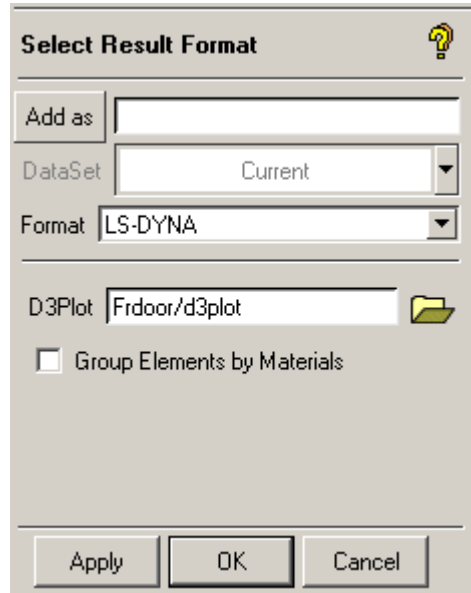 Select Result Format
Add as
DataSet Current
Format LS-DYNA
D3Plot Frdoor/d3plot
Group Elements by Materials
Apply OK Cancel